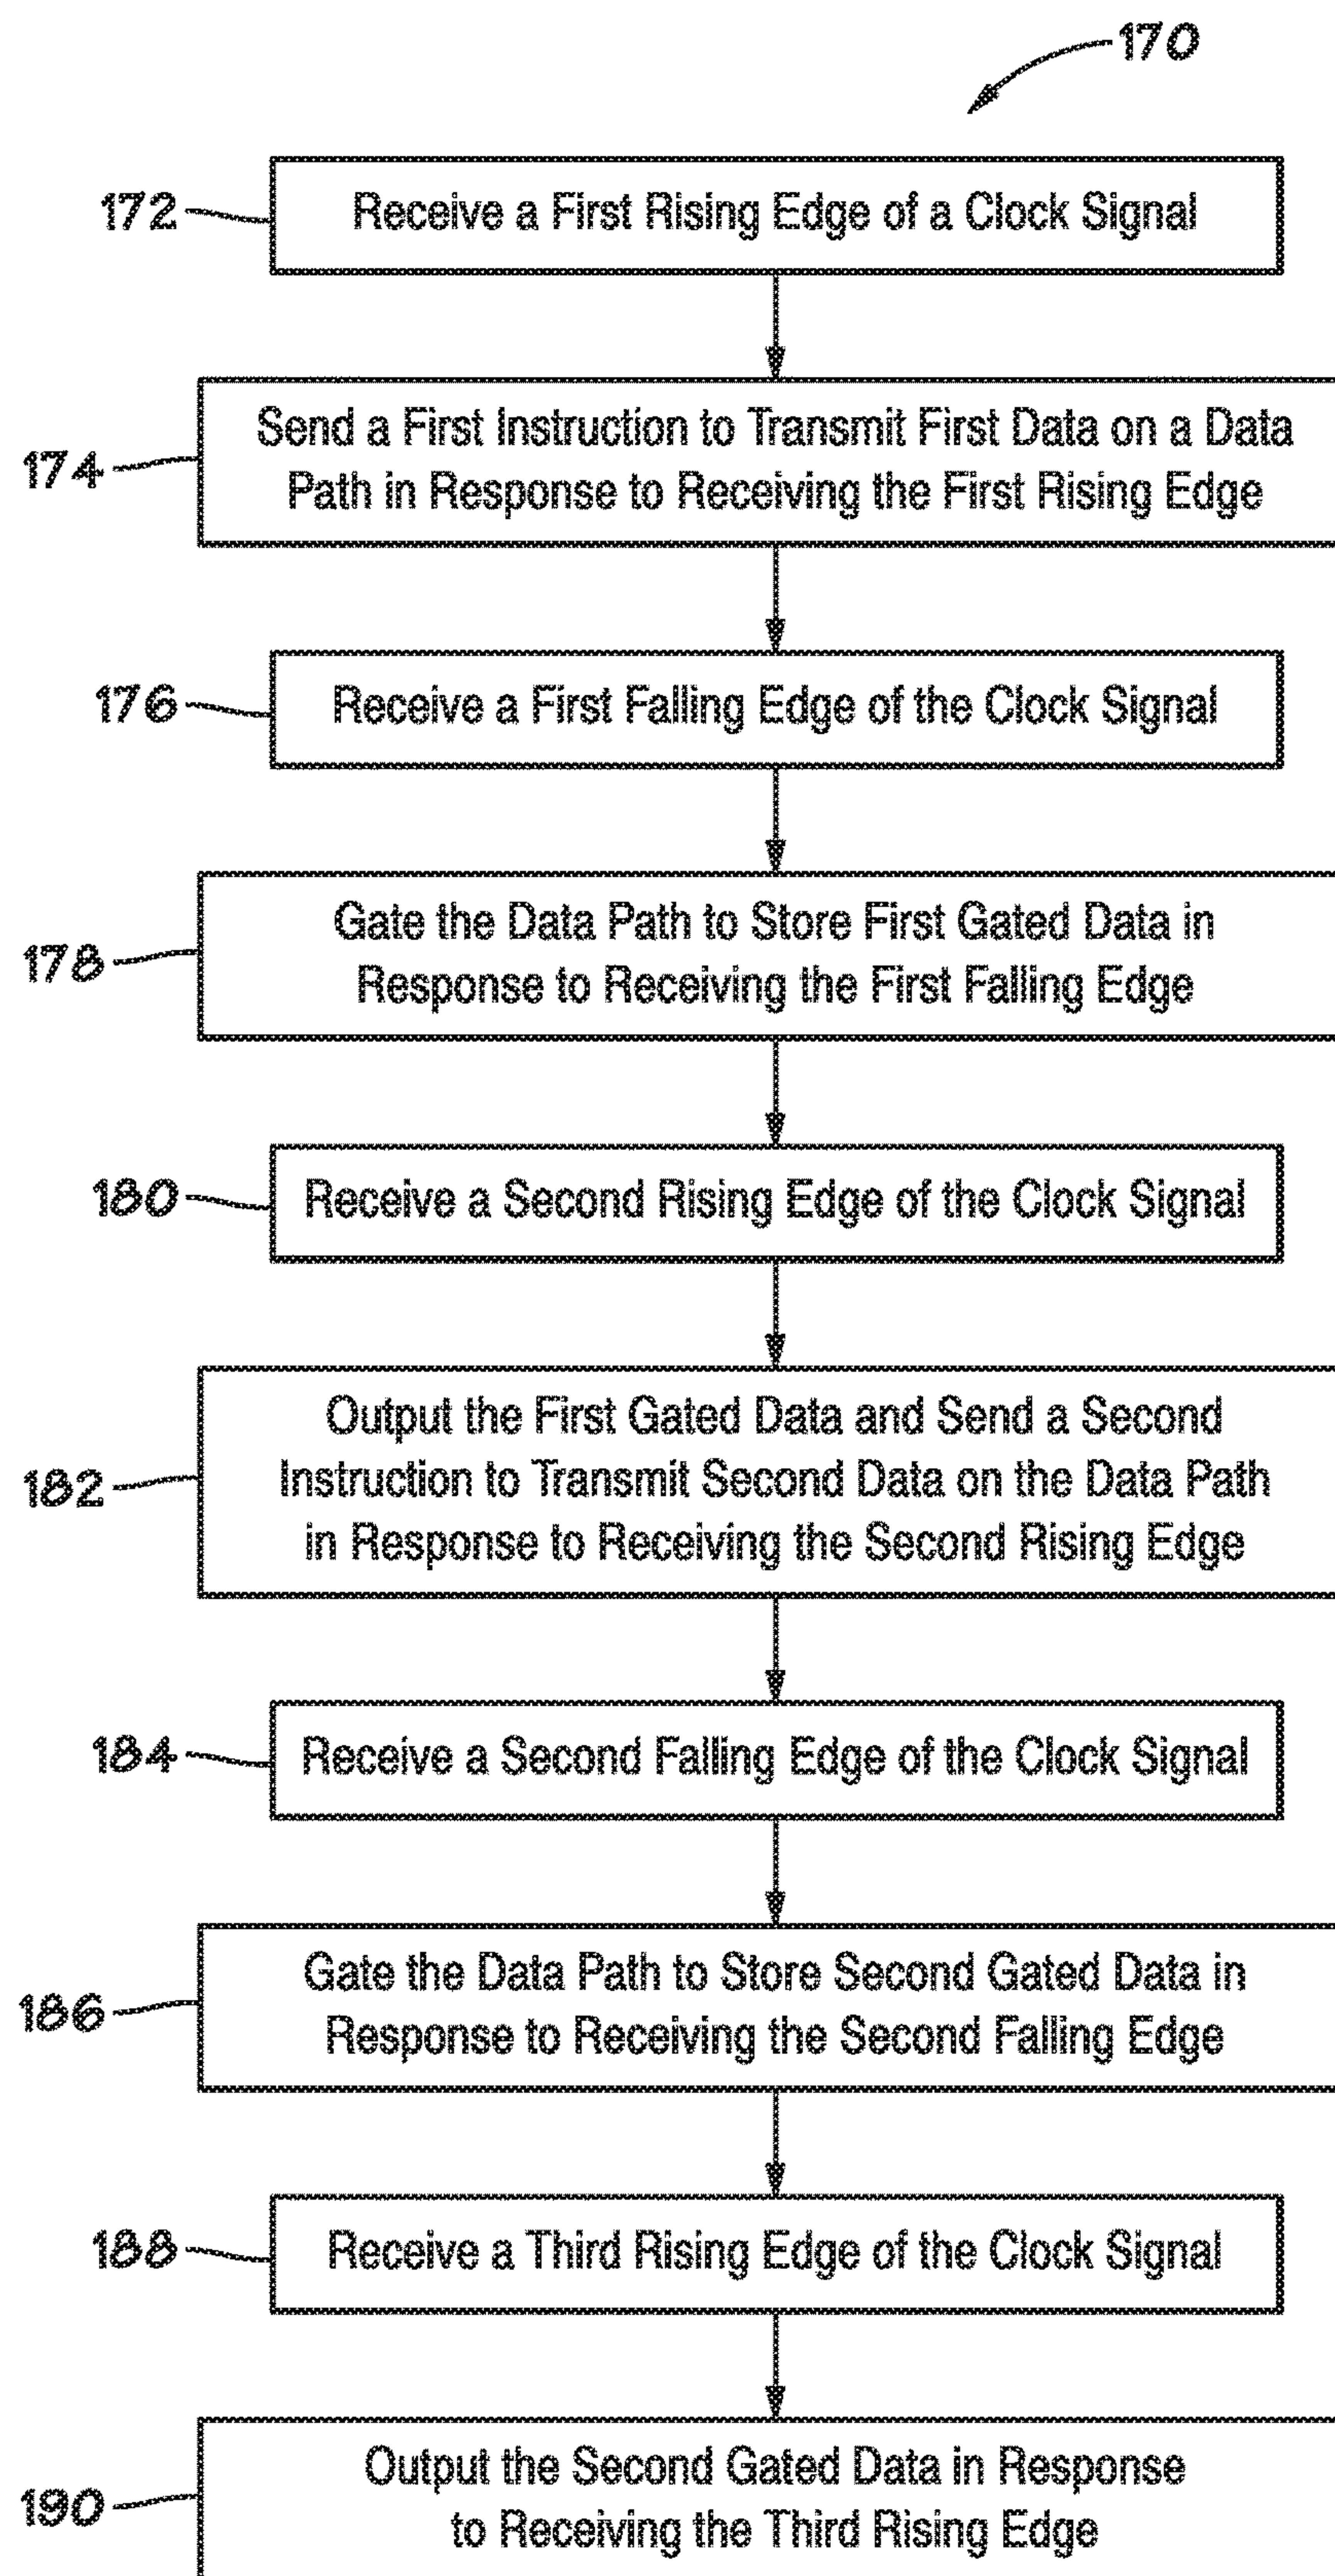 170
172
Receive a First Rising Edge of a Clock Signal
174
Send a First Instruction to Transmit First Data on a Data
Path in Response to Receiving the First Rising Edge
176
Receive a First Falling Edge of the Clock Signal
178
Gate the Data Path to Store First Gated Data in
Response to Receiving the First Falling Edge
180
Receive a Second Rising Edge of the Clock Signal
182
Output the First Gated Data and Send a Second
Instruction to Transmit Second Data on the Data Path
in Response to Receiving the Second Rising Edge
184
Receive a Second Falling Edge of the Clock Signal
186
Gate the Data Path to Store Second Gated Data in
Response to Receiving the Second Falling Edge
188
Receive a Third Rising Edge of the Clock Signal
190
Output the Second Gated Data in Response
to Receiving the Third Rising Edge